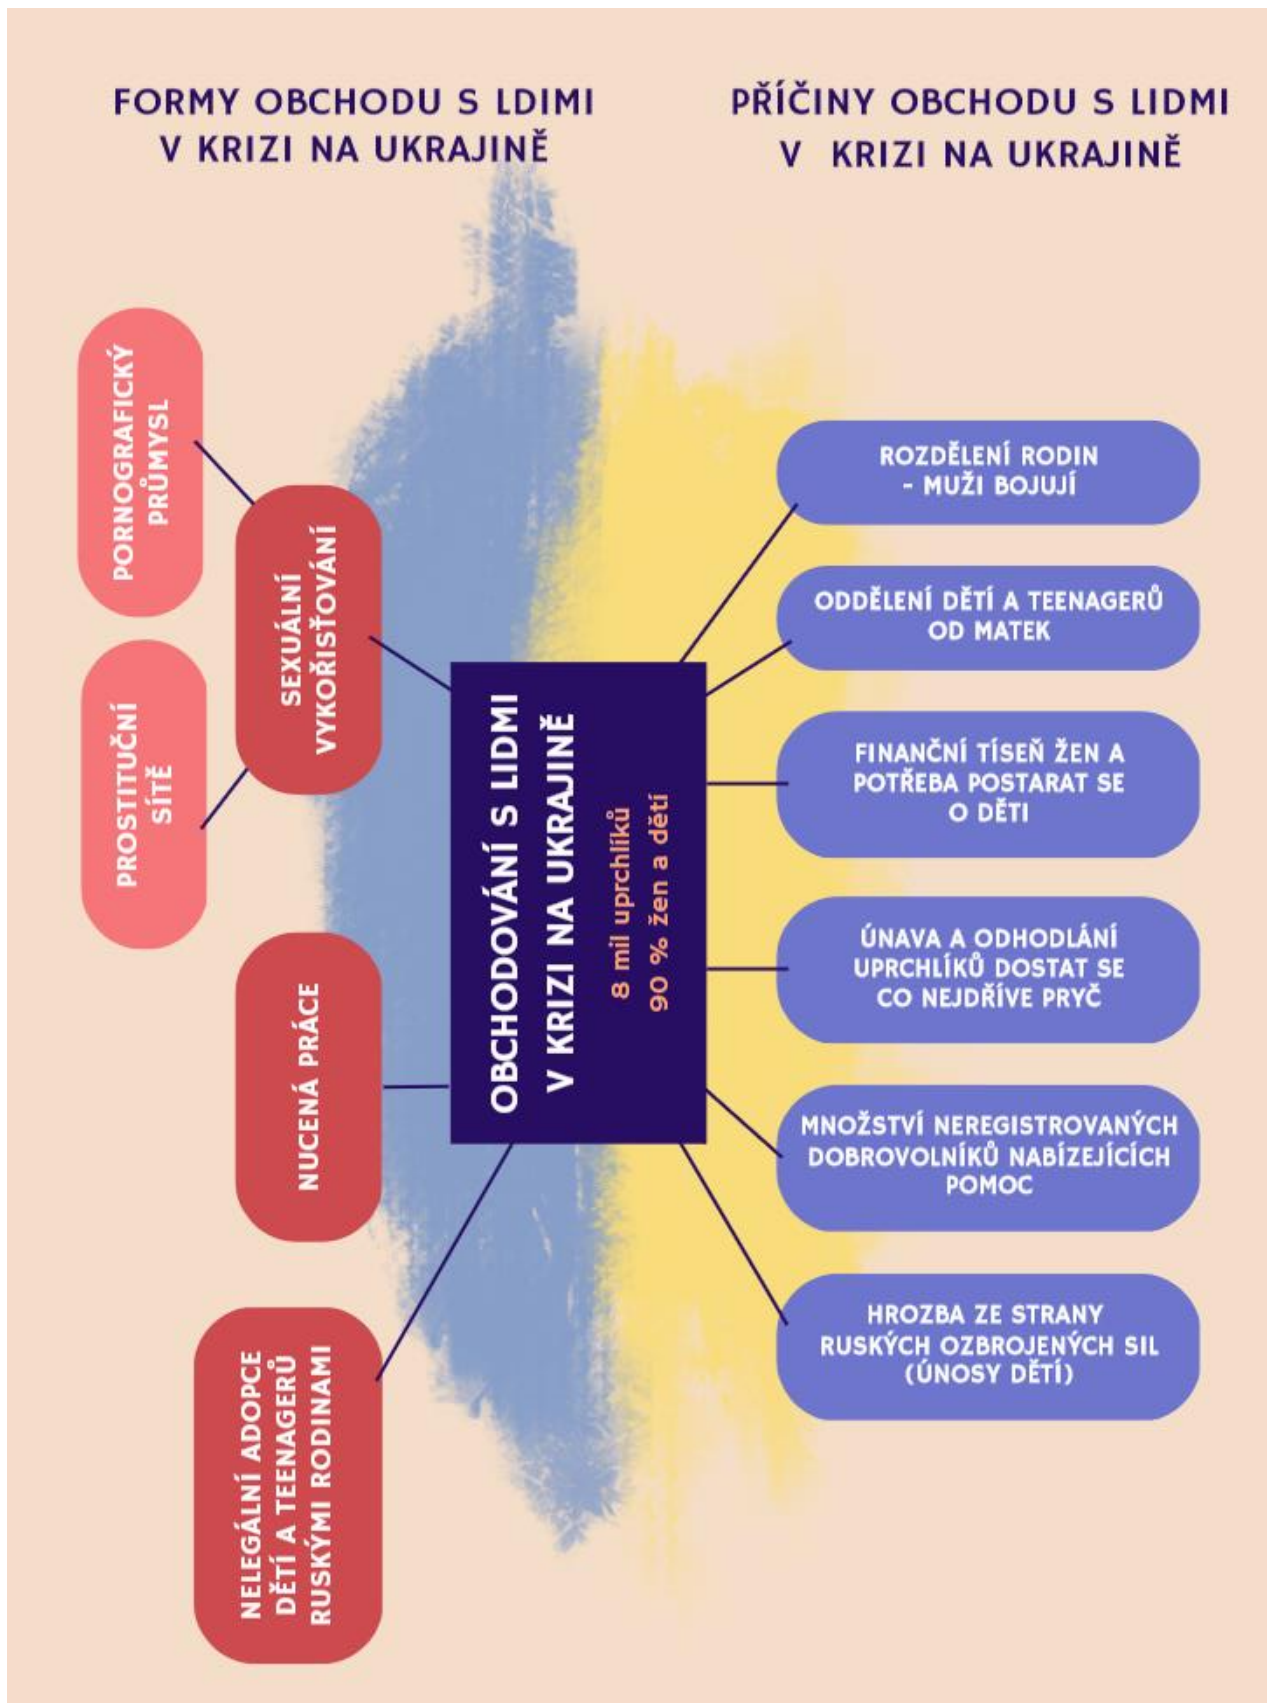 FORMY OBCHODU S LDIMI
V KRIZI NA UKRAJINĚ
PŘÍČINY OBCHODU S LIDMI
V KRIZI NA UKRAJINĚ
PORNOGRAFICKÝ
PRŮMYSL
PROSTITUČNÍ
SÍTĚ
SEXUÁLNÍ
VYKOŘISŤOVÁNÍ
NUCENÁ PRÁCE
NELEGÁLNÍ ADOPCE
DĚTÍ A TEENAGERŮ
RUSKÝMI RODINAMI
OBCHODOVÁNÍ S LIDMI
V KRIZI NA UKRAJINĚ
8 mil uprchlíků
90 % žen a dětí
ROZDĚLENÍ RODIN
- MUŽI BOJUJÍ
ODDĚLENÍ DĚTÍ A TEENAGERŮ
OD MATEK
FINANČNÍ TÍSEŇ ŽEN A
POTŘEBA POSTARAT SE
O DĚTI
ÚNAVA A ODHODLÁNÍ
UPRCHLÍKŮ DOSTAT SE
CO NEJDŘÍVE PRYČ
MNOŽSTVÍ NEREGISTROVANÝCH
DOBROVOLNÍKŮ NABÍZEJÍCÍCH
POMOC
HROZBA ZE STRANY
RUSKÝCH OZBROJENÝCH SIL
(ÚNOSY DĚTÍ)